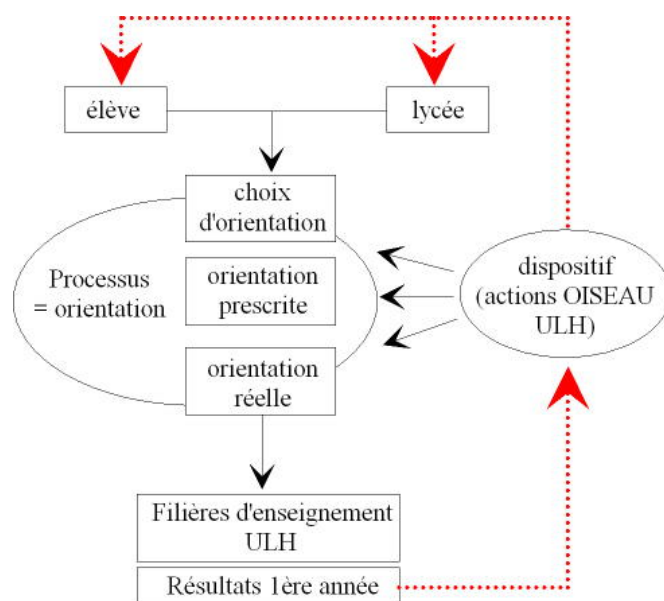 élève
lycée
choix
d'orientation
Processus
= orientation
orientation
prescrite
dispositif
(actions OISEAU
ULH)
orientation
réelle
Filières d'enseignement
ULH
Résultats 1ère année